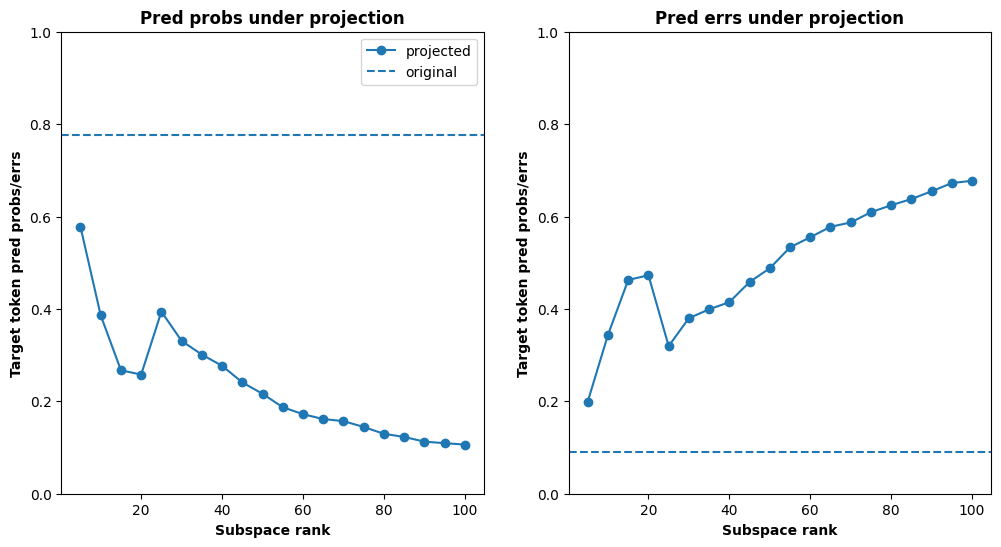 Pred probs under projection
Target token pred probs/errs
1.0
0.8
0.6
0.4
0.2
0.0
projected
original
20
40
60
80
100
Subspace rank
Pred errs under projection
Target token pred probs/errs
1.0
0.8
0.6
0.4
0.2
0.0
20
40
60
80
100
Subspace rank